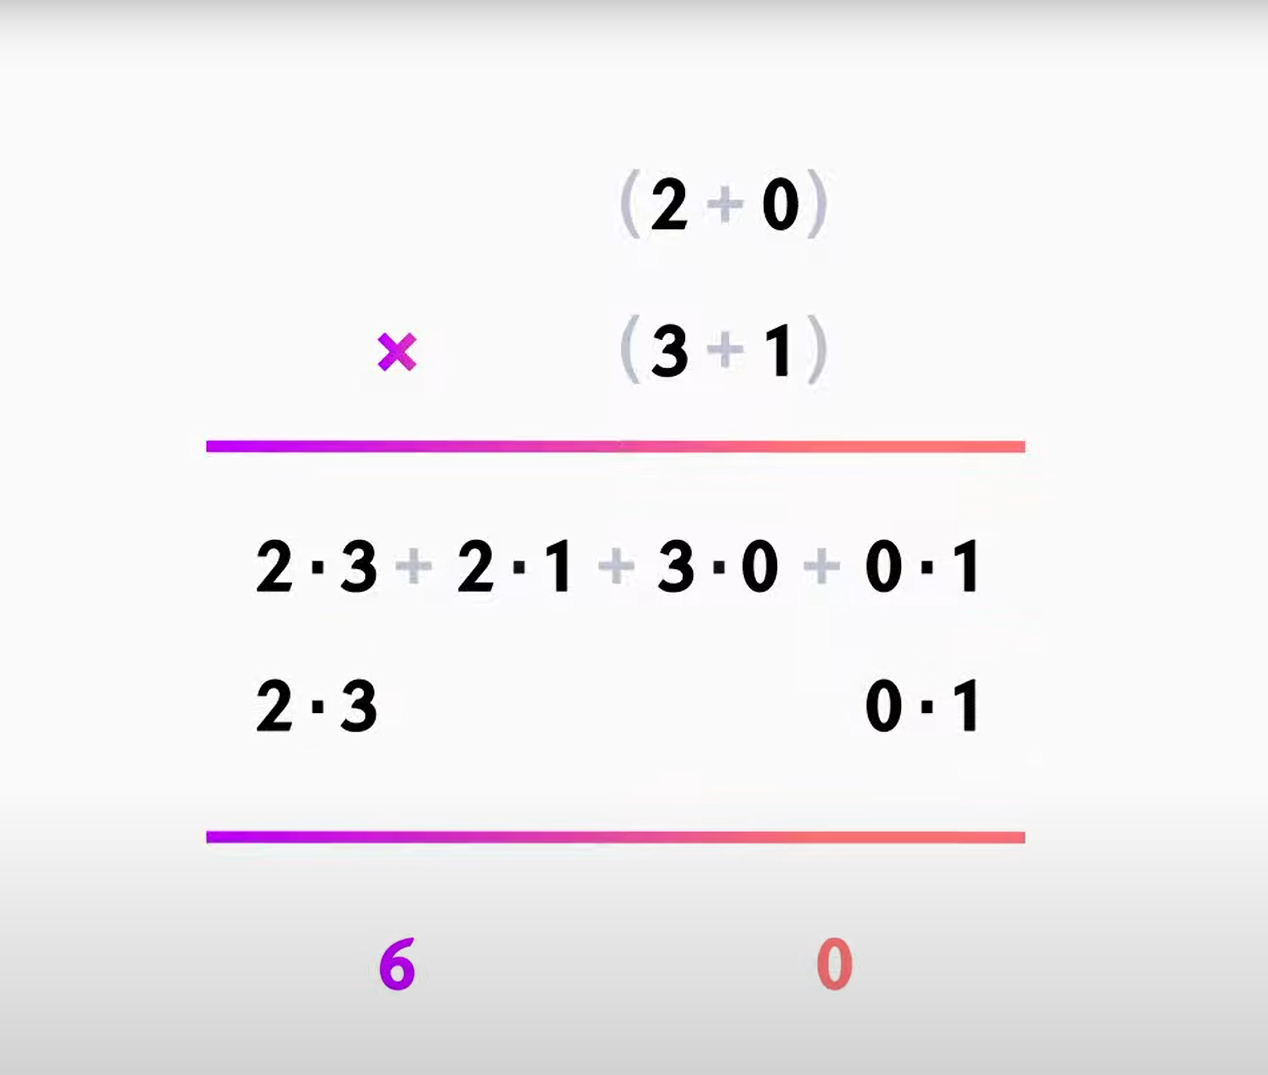 (2 + 0)
× (3 + 1)
2 · 3 + 2 · 1 + 3 · 0 + 0 · 1
2 · 3 0 · 1
6 0